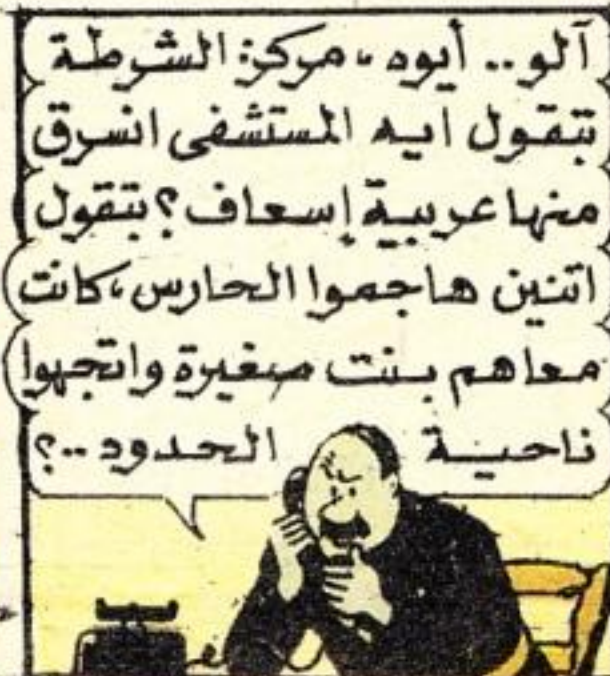 آلو.. أيوه، مركز الشرطة
بتقول ايه المستشفى انسرق
منها عربية إسعاف؟ بتقول
اتنين هاجموا الحارس، كانت
معاهم بنت صغيرة واتجهوا
ناحية الحدود..؟